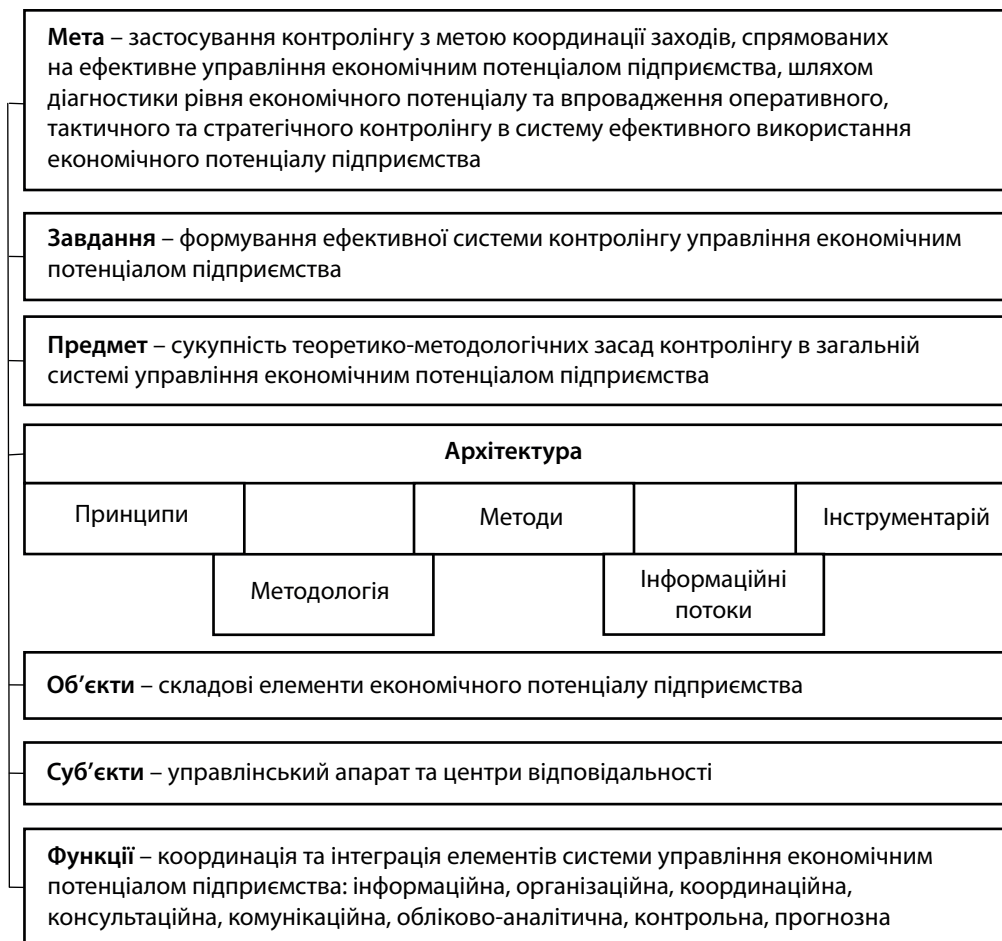 Мета – застосування контролінгу з метою координації заходів, спрямованих
на ефективне управління економічним потенціалом підприємства, шляхом
діагностики рівня економічного потенціалу та впровадження оперативного,
тактичного та стратегічного контролінгу в систему ефективного використання
економічного потенціалу підприємства
Завдання – формування ефективної системи контролінгу управління економічним
потенціалом підприємства
Предмет – сукупність теоретико-методологічних засад контролінгу в загальній
системі управління економічним потенціалом підприємства
Архітектура
Принципи
Методи
Інструментарій
Методологія
Інформаційні
потоки
Об’єкти – складові елементи економічного потенціалу підприємства
Суб’єкти – управлінський апарат та центри відповідальності
Функції – координація та інтеграція елементів системи управління економічним
потенціалом підприємства: інформаційна, організаційна, координаційна,
консультаційна, комунікаційна, обліково-аналітична, контрольна, прогнозна